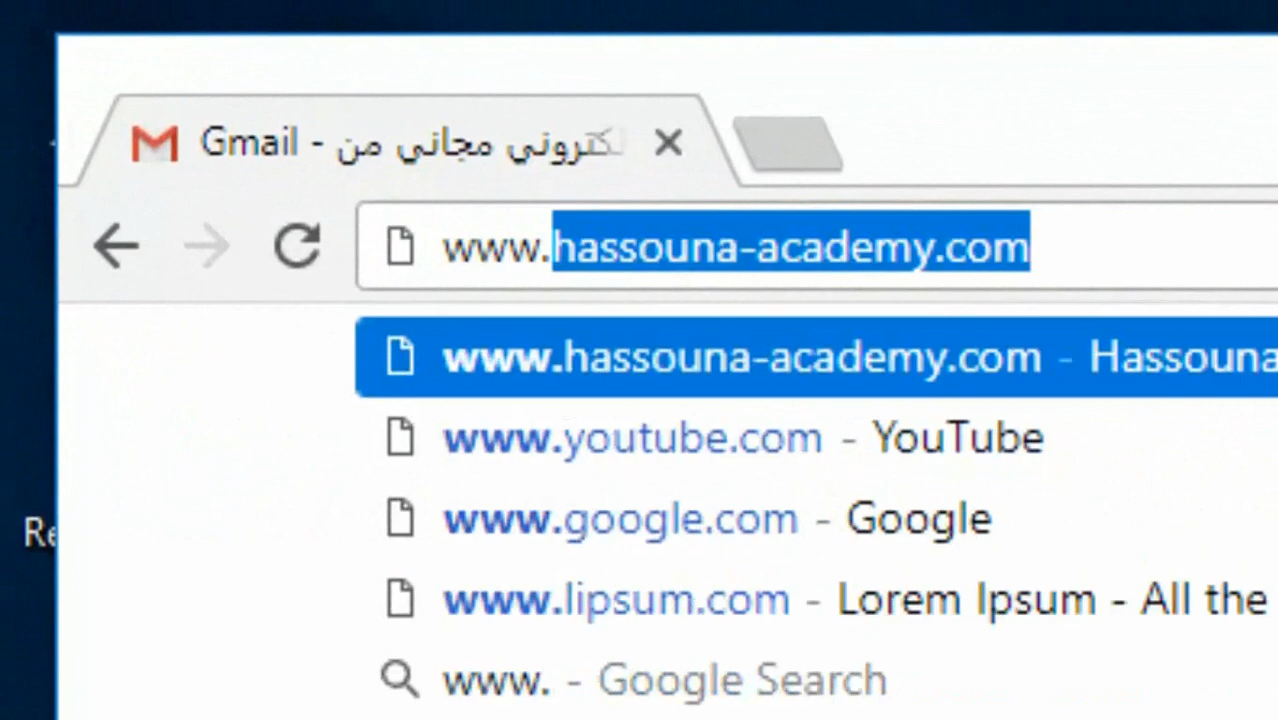 Gmail - لكتروني مجاني من
www.hassouna-academy.com
www.hassouna-academy.com - Hassouna
www.youtube.com - YouTube
www.google.com - Google
Re
www.lipsum.com - Lorem Ipsum - All the
www. - Google Search